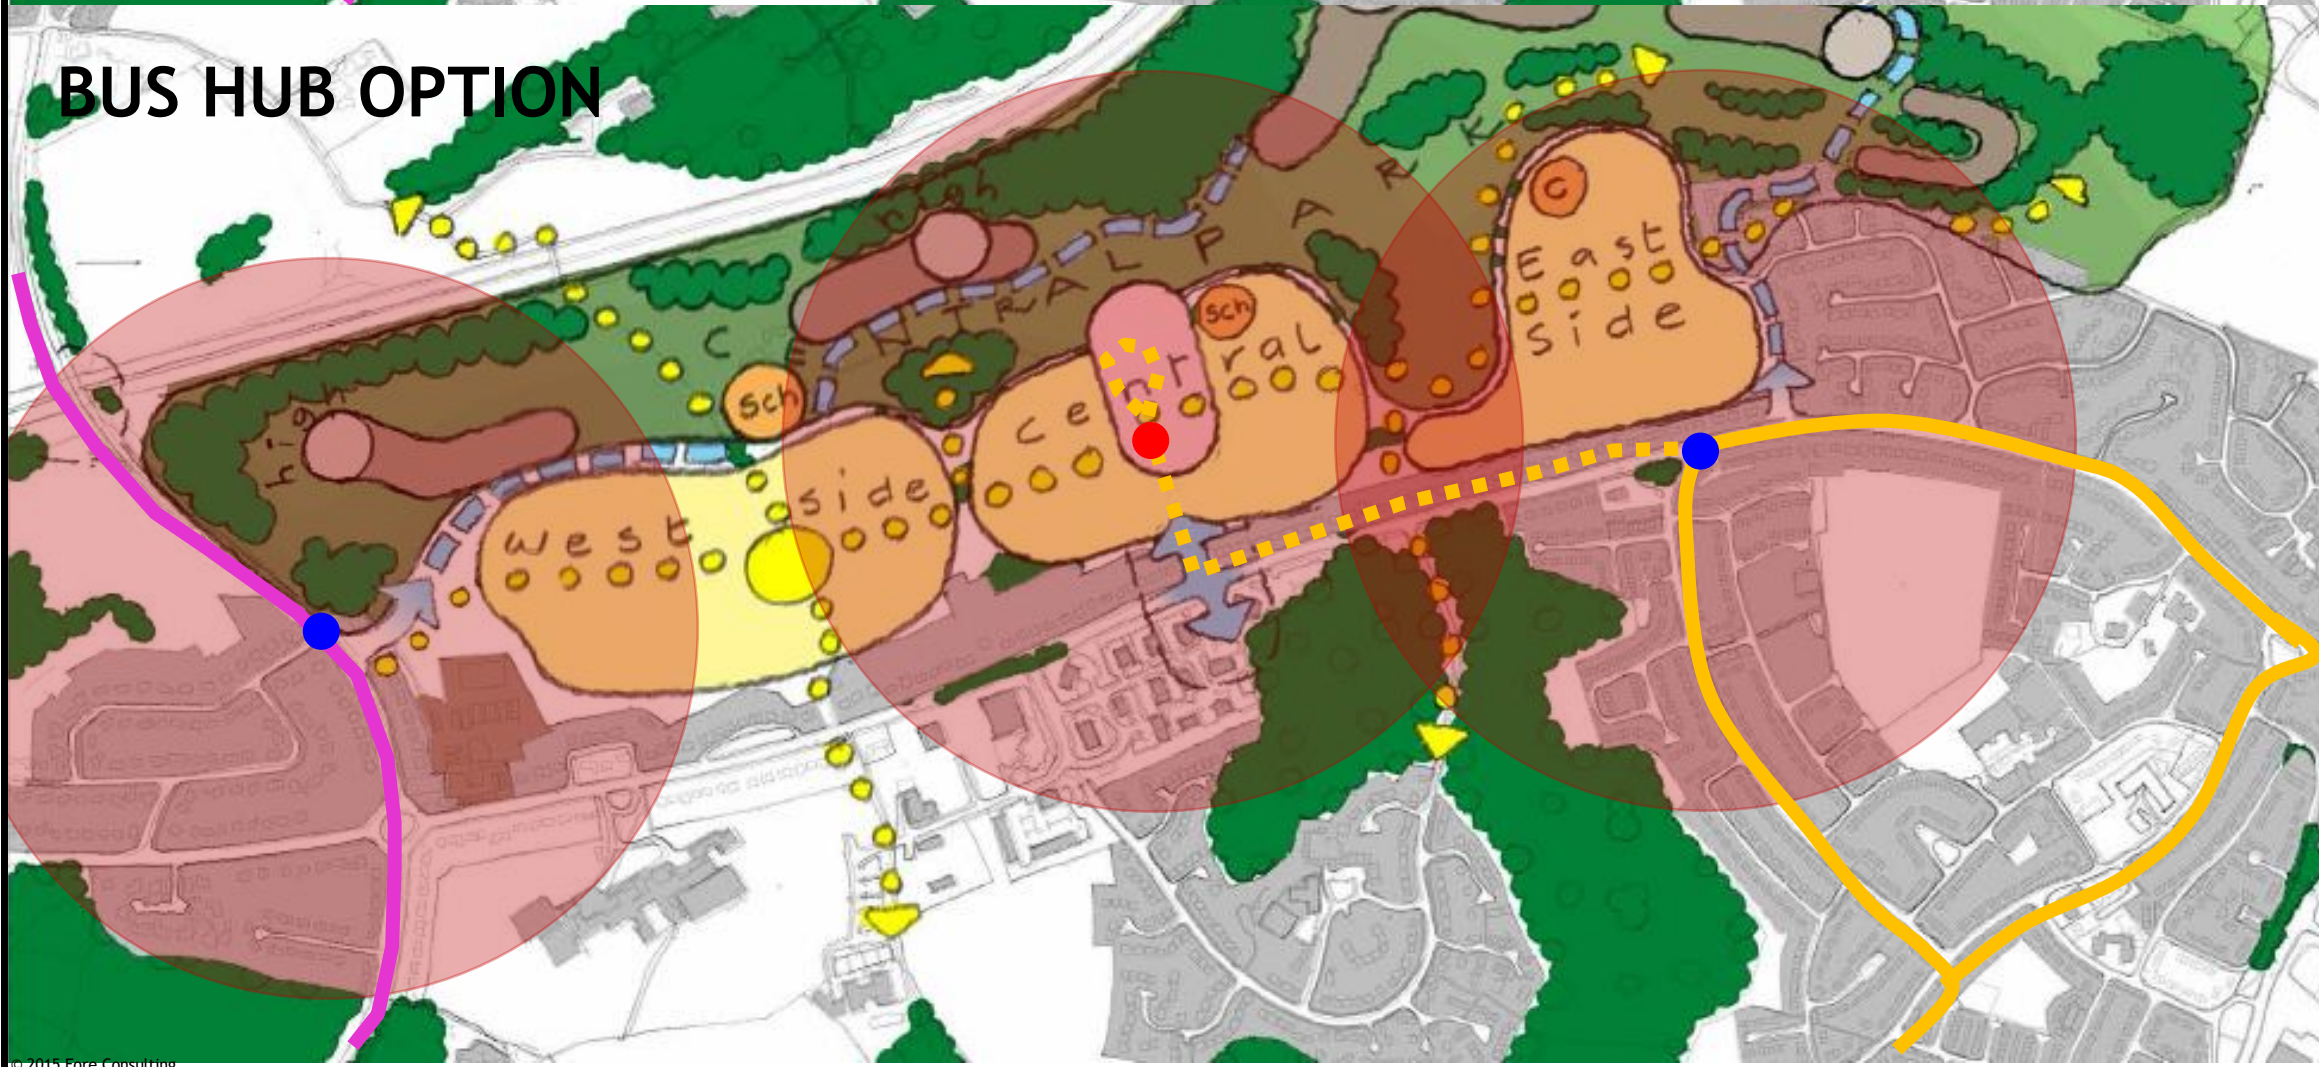 BUS HUB OPTION
high
CENTRAL PARK
C
East
Side
sch
sch
Central
high
West side
© 2015 Fore Consulting